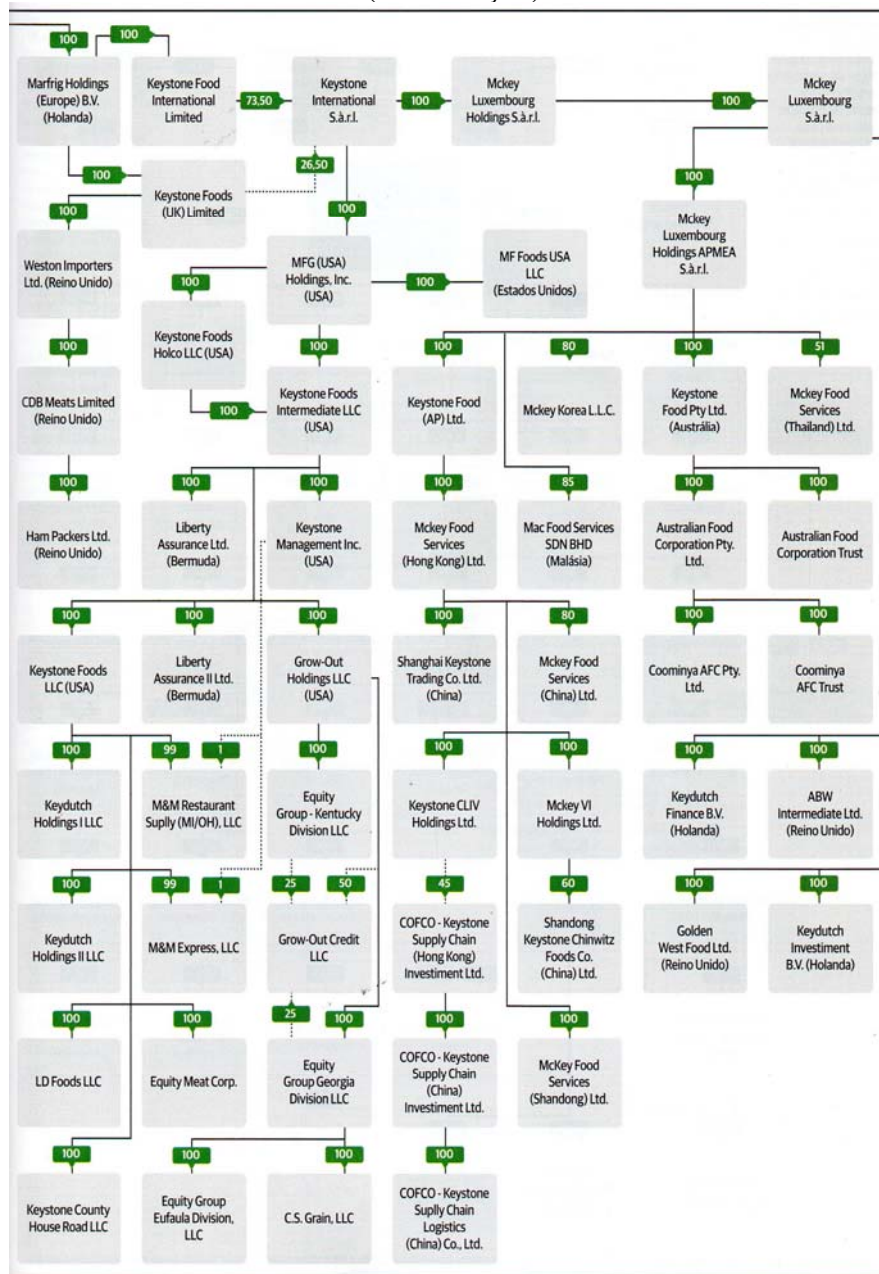 100
100
Marfrig Holdings
(Europe) B.V.
(Holanda)
Keystone Food
International
Limited
73,50
Keystone
International
S.à.r.l.
100
Mckey
Luxembourg
Holdings S.à.r.l.
100
Mckey
Luxembourg
S.à.r.l.
26,50
100
100
Keystone Foods
(UK) Limited
100
100
Weston Importers
Ltd. (Reino Unido)
MFG (USA)
Holdings, Inc.
(USA)
100
MF Foods USA
LLC
(Estados Unidos)
Mckey
Luxembourg
Holdings APMEA
S.à.r.l.
100
Keystone Foods
Holco LLC (USA)
100
100
100
80
100
51
CDB Meats Limited
(Reino Unido)
100
Keystone Foods
Intermediate LLC
(USA)
Keystone Food
(AP) Ltd.
Mckey Korea L.L.C.
Keystone
Food Pty Ltd.
(Austrália)
Mckey Food
Services
(Thailand) Ltd.
100
100
100
100
85
100
100
Ham Packers Ltd.
(Reino Unido)
Liberty
Assurance Ltd.
(Bermuda)
Keystone
Management Inc.
(USA)
Mckey Food
Services
(Hong Kong) Ltd.
Mac Food Services
SDN BHD
(Malásia)
Australian Food
Corporation Pty.
Ltd.
Australian Food
Corporation Trust
100
100
100
100
80
100
100
Keystone Foods
LLC (USA)
Liberty
Assurance II Ltd.
(Bermuda)
Grow-Out
Holdings LLC
(USA)
Shanghai Keystone
Trading Co. Ltd.
(China)
Mckey Food
Services
(China) Ltd.
Coominya AFC Pty.
Ltd.
Coominya
AFC Trust
100
99
1
100
100
100
100
100
Keydutch
Holdings I LLC
M&M Restaurant
Suplly (MI/OH), LLC
Equity
Group - Kentucky
Division LLC
Keystone CLIV
Holdings Ltd.
Mckey VI
Holdings Ltd.
Keydutch
Finance B.V.
(Holanda)
ABW
Intermediate Ltd.
(Reino Unido)
100
99
1
25
50
45
60
100
100
Keydutch
Holdings II LLC
M&M Express, LLC
Grow-Out Credit
LLC
COFCO - Keystone
Supply Chain
(Hong Kong)
Investiment Ltd.
Shandong
Keystone Chinwitz
Foods Co.
(China) Ltd.
Golden
West Food Ltd.
(Reino Unido)
Keydutch
Investiment
B.V. (Holanda)
100
100
25
100
100
100
LD Foods LLC
Equity Meat Corp.
Equity
Group Georgia
Division LLC
COFCO - Keystone
Supply Chain
(China)
Investiment Ltd.
McKey Food
Services
(Shandong) Ltd.
100
100
100
100
Keystone County
House Road LLC
Equity Group
Eufaula Division,
LLC
C.S. Grain, LLC
COFCO - Keystone
Suplly Chain
Logistics
(China) Co., Ltd.